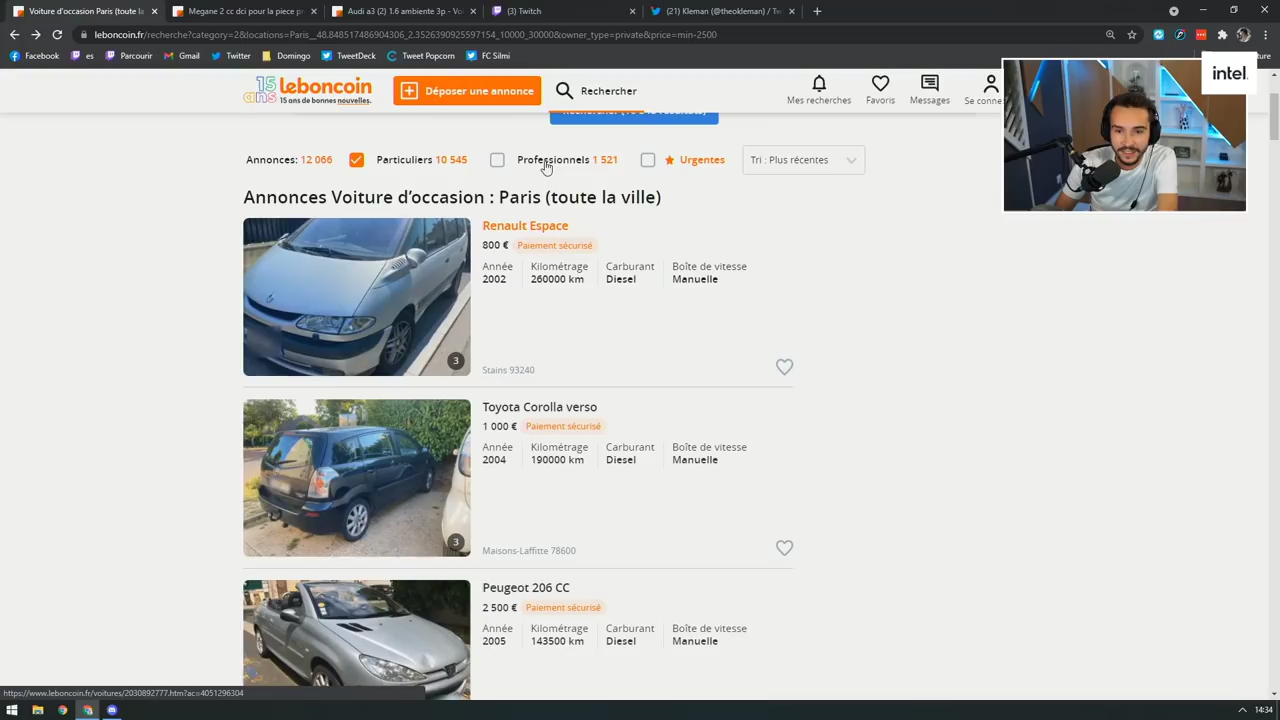 Voiture d'occasion Paris (toute la
Megane 2 cc dci pour la piece pr
Audi a3 (2) 1.6 ambiente 3p. - Vo
(3) Twitch
(21) Kleman (@theokleman) / Tw
leboncoin.fr/recherche?category=2&locations=Paris__48.848517486904306_2.3526390925597154_10000_30000&owner_type=private&price=min-2500
Facebook
es
Parcourir
Gmail
Twitter
Domingo
TweetDeck
Tweet Popcorn
FC Silmi
15 ans
leboncoin
15 ans de bonnes nouvelles.
Déposer une annonce
Rechercher
Mes recherches
Favoris
Messages
Se conne
intel.
Annonces: 12 066
Particuliers 10 545
Professionnels 1 521
Urgentes
Tri : Plus récentes
Annonces Voiture d’occasion : Paris (toute la ville)
Renault Espace
800 € Paiement sécurisé
Année Kilométrage Carburant Boîte de vitesse
2002 260000 km Diesel Manuelle
3
Stains 93240
Toyota Corolla verso
1 000 € Paiement sécurisé
Année Kilométrage Carburant Boîte de vitesse
2004 190000 km Diesel Manuelle
3
Maisons-Laffitte 78600
Peugeot 206 CC
2 500 € Paiement sécurisé
Année Kilométrage Carburant Boîte de vitesse
2005 143500 km Diesel Manuelle
https://www.leboncoin.fr/voitures/2030892777.htm?ac=4051296304
14:34